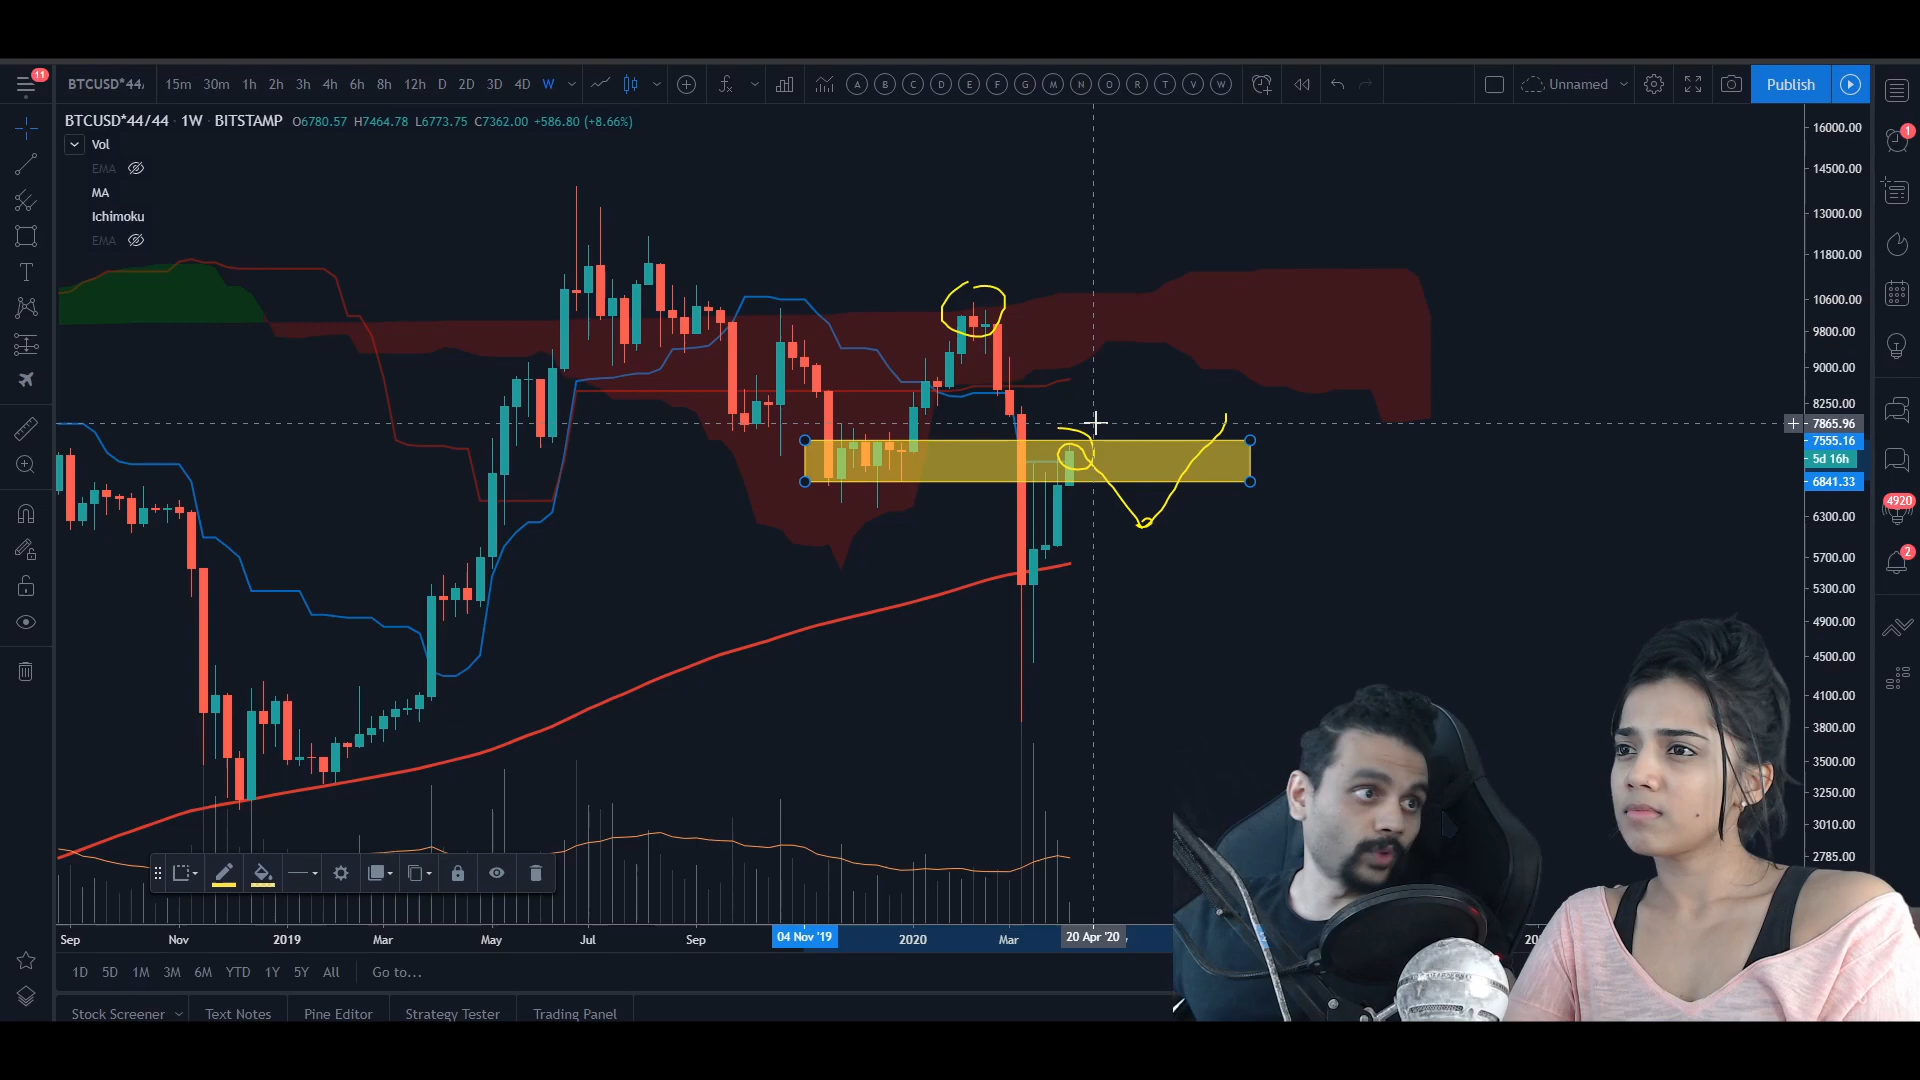 11
BTCUSD*44/
15m 30m 1h 2h 3h 4h 6h 8h 12h D 2D 3D 4D W
A B C D E F G M N O R T V W
Unnamed
Publish
BTCUSD*44/44 · 1W · BITSTAMP O6780.57 H7464.78 L6773.75 C7362.00 +586.80 (+8.66%)
Vol
EMA
MA
Ichimoku
EMA
16000.00
14500.00
13000.00
11800.00
10600.00
9800.00
9000.00
8250.00
7865.96
7555.16
5d 16h
6841.33
6300.00
5700.00
5300.00
4900.00
4500.00
4100.00
3800.00
3500.00
3250.00
3010.00
2785.00
1
4920
2
Sep Nov 2019 Mar May Jul Sep 04 Nov '19 2020 Mar 20 Apr '20
1D 5D 1M 3M 6M YTD 1Y 5Y All Go to...
Stock Screener Text Notes Pine Editor Strategy Tester Trading Panel